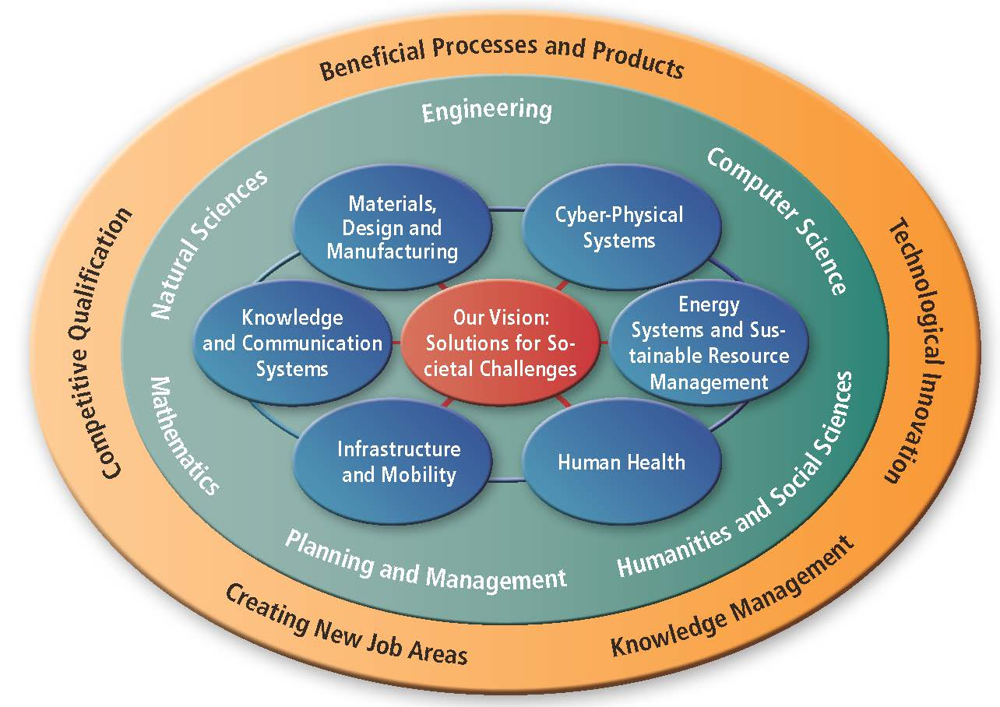 Beneficial Processes and Products
Engineering
Computer Science
Natural Sciences
Technological Innovation
Competitive Qualification
Materials,
Design and
Manufacturing
Cyber-Physical
Systems
Knowledge
and Communication
Systems
Our Vision:
Solutions for So-
cietal Challenges
Energy
Systems and Sus-
tainable Resource
Management
Mathematics
Infrastructure
and Mobility
Human Health
Humanities and Social Sciences
Planning and Management
Creating New Job Areas
Knowledge Management